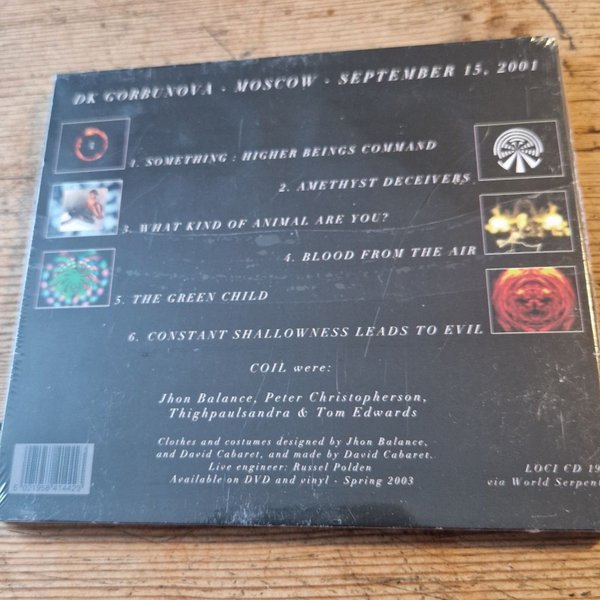 DK GORBUNOVA · MOSCOW · SEPTEMBER 15, 2001
1. SOMETHING : HIGHER BEINGS COMMAND
2. AMETHYST DECEIVERS
3. WHAT KIND OF ANIMAL ARE YOU?
4. BLOOD FROM THE AIR
5. THE GREEN CHILD
6. CONSTANT SHALLOWNESS LEADS TO EVIL
COIL were:
Jhon Balance, Peter Christopherson,
Thighpaulsandra & Tom Edwards
Clothes and costumes designed by Jhon Balance,
and David Cabaret, and made by David Cabaret.
Live engineer: Russel Polden
Available on DVD and vinyl - Spring 2003
LOCI CD 19
via World Serpent